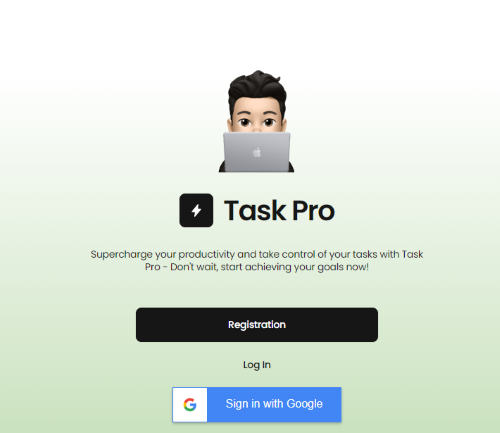 Task Pro
Supercharge your productivity and take control of your tasks with Task
Pro - Don't wait, start achieving your goals now!
Registration
Log In
Sign in with Google